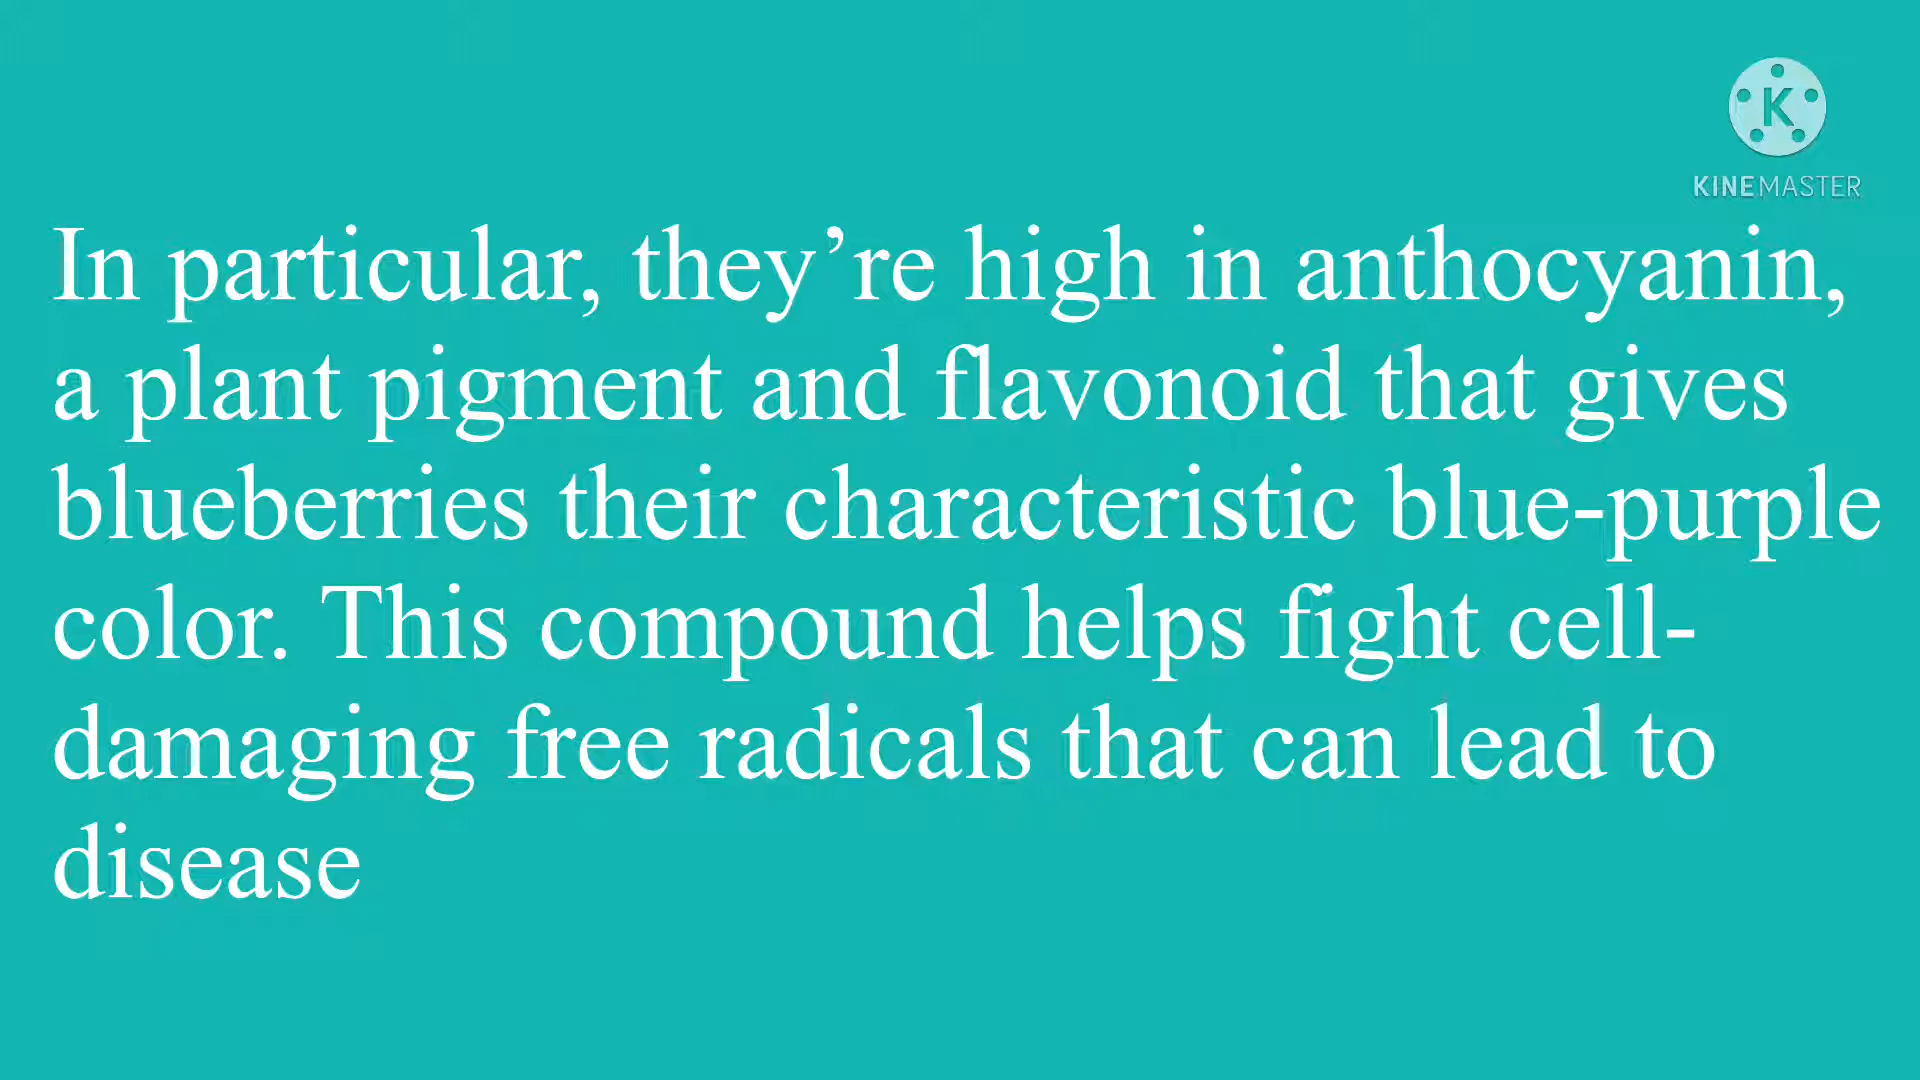 K
KINEMASTER
In particular, they’re high in anthocyanin,
a plant pigment and flavonoid that gives
blueberries their characteristic blue-purple
color. This compound helps fight cell-
damaging free radicals that can lead to
disease